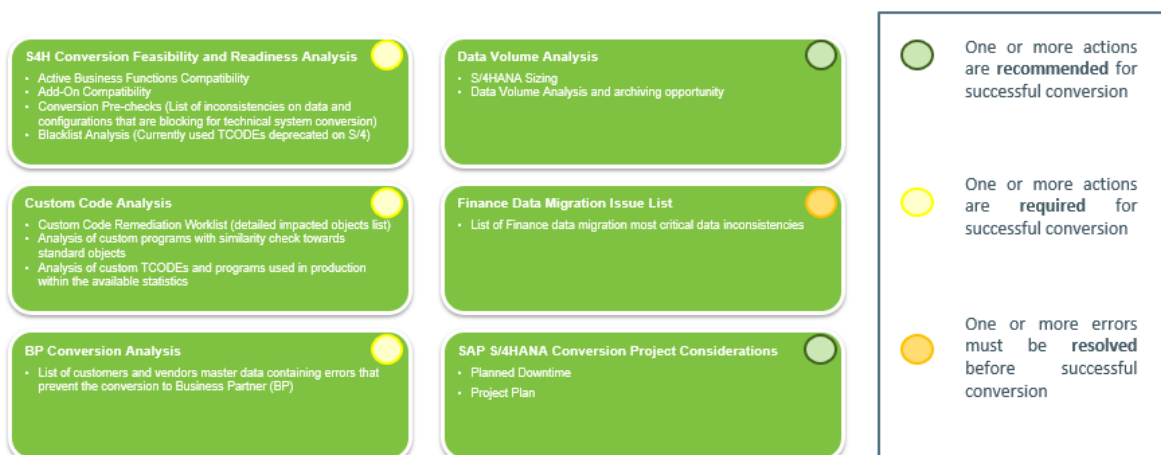 S4H Conversion Feasibility and Readiness Analysis
• Active Business Functions Compatibility
• Add-On Compatibility
• Conversion Pre-checks (List of inconsistencies on data and
configurations that are blocking for technical system conversion)
• Blacklist Analysis (Currently used TCODEs deprecated on S/4)
Data Volume Analysis
• S/4HANA Sizing
• Data Volume Analysis and archiving opportunity
Custom Code Analysis
• Custom Code Remediation Worklist (detailed impacted objects list)
• Analysis of custom programs with similarity check towards
standard objects
• Analysis of custom TCODEs and programs used in production
within the available statistics
Finance Data Migration Issue List
• List of Finance data migration most critical data inconsistencies
BP Conversion Analysis
• List of customers and vendors master data containing errors that
prevent the conversion to Business Partner (BP)
SAP S/4HANA Conversion Project Considerations
• Planned Downtime
• Project Plan
One or more actions
are recommended for
successful conversion
One or more actions
are required for
successful conversion
One or more errors
must be resolved
before successful
conversion